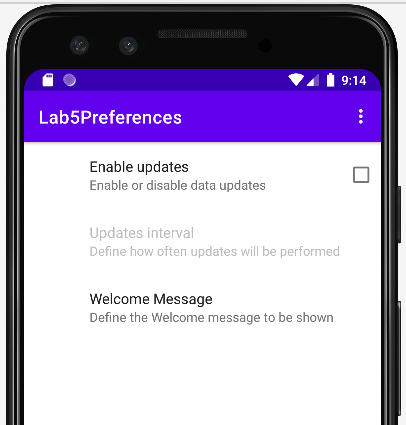 9:14
Lab5Preferences
Enable updates
Enable or disable data updates
Updates interval
Define how often updates will be performed
Welcome Message
Define the Welcome message to be shown